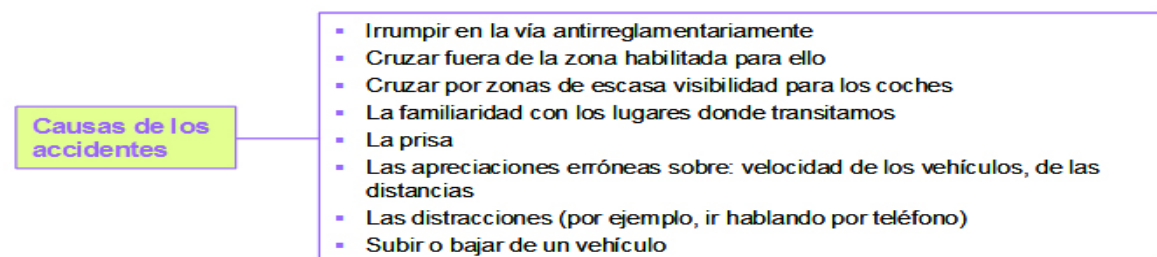 Causas de los
accidentes
▪ Irrumpir en la vía antirreglamentariamente
▪ Cruzar fuera de la zona habilitada para ello
▪ Cruzar por zonas de escasa visibilidad para los coches
▪ La familiaridad con los lugares donde transitamos
▪ La prisa
▪ Las apreciaciones erróneas sobre: velocidad de los vehículos, de las
distancias
▪ Las distracciones (por ejemplo, ir hablando por teléfono)
▪ Subir o bajar de un vehículo